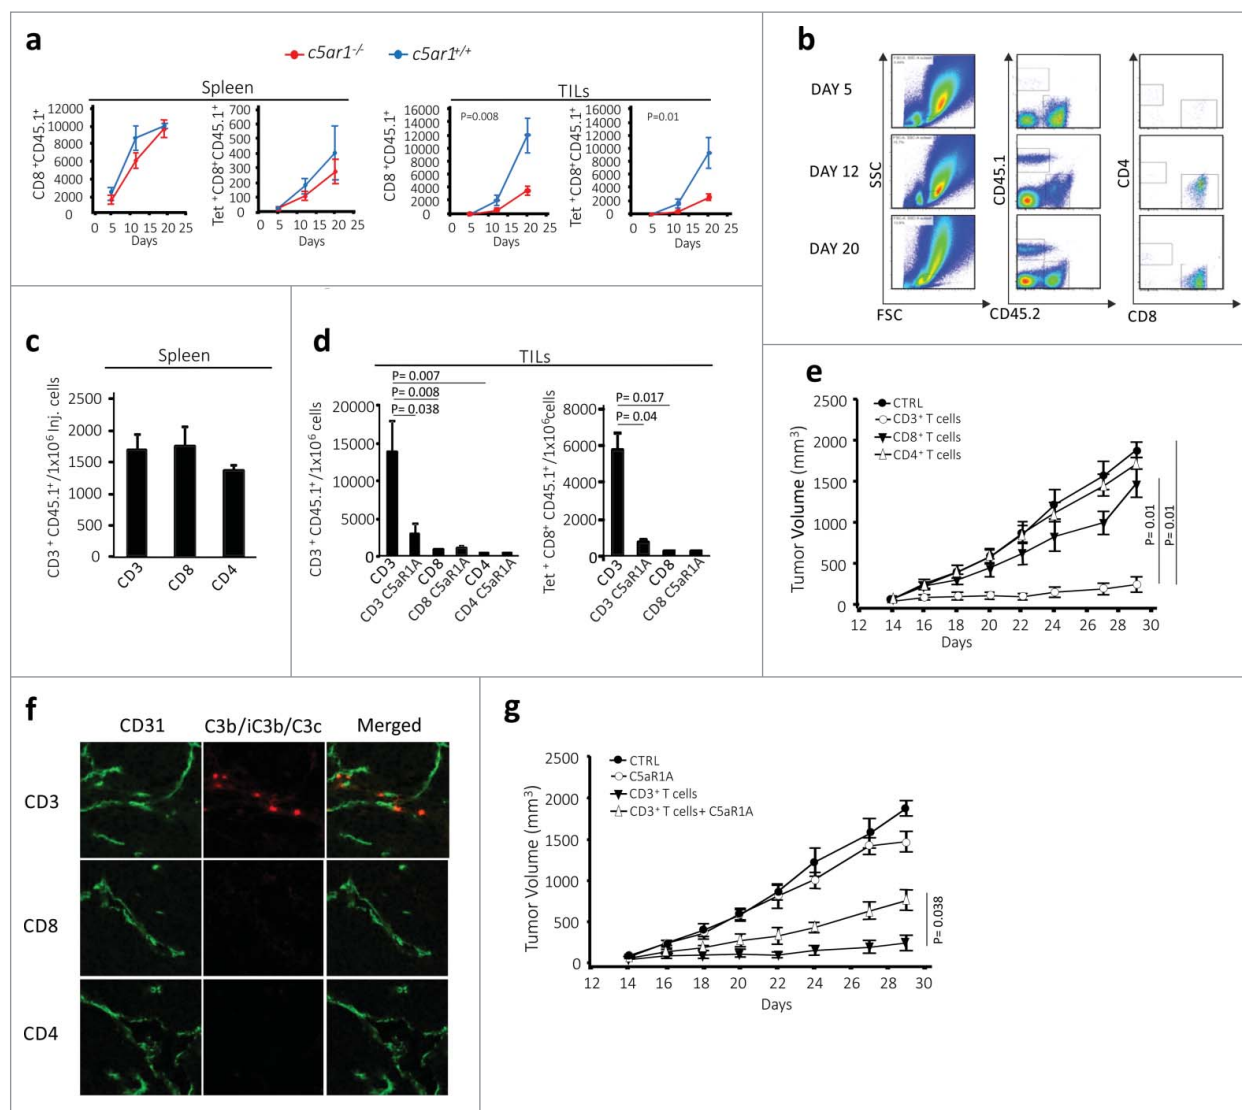 a
c5ar1-/-
c5ar1+/+
Spleen
TILs
CD8 +CD45.1+
12000
10000
8000
6000
4000
2000
0
0 5 10 15 20 25
Days
Tet +CD8+CD45.1+
700
600
500
400
300
200
100
0
0 5 10 15 20 25
Days
CD8 +CD45.1+
P=0.008
16000
14000
12000
10000
8000
6000
4000
2000
0
0 5 10 15 20 25
Days
Tet +CD8+CD45.1+
P=0.01
16000
14000
12000
10000
8000
6000
4000
2000
0
0 5 10 15 20 25
Days
b
DAY 5
DAY 12
DAY 20
SSC
FSC
CD45.1
CD45.2
CD4
CD8
c
Spleen
CD3 + CD45.1+/1x10⁶ Inj. cells
2500
2000
1500
1000
500
0
CD3
CD8
CD4
d
TILs
P= 0.007
P= 0.008
P= 0.038
CD3 + CD45.1+/1x10⁶ cells
20000
15000
10000
5000
0
CD3
CD3 C5aR1A
CD8
CD8 C5aR1A
CD4
CD4 C5aR1A
P= 0.017
P= 0.04
Tet + CD8+ CD45.1+/1x10⁶cells
8000
6000
4000
2000
0
CD3
CD3 C5aR1A
CD8
CD8 C5aR1A
e
CTRL
CD3+ T cells
CD8+ T cells
CD4+ T cells
Tumor Volume (mm³)
2500
2000
1500
1000
500
0
12 14 16 18 20 22 24 26 28 30
Days
P= 0.01
P= 0.01
f
CD31 C3b/iC3b/C3c Merged
CD3
CD8
CD4
g
CTRL
C5aR1A
CD3+ T cells
CD3+ T cells+ C5aR1A
Tumor Volume (mm³)
2500
2000
1500
1000
500
0
12 14 16 18 20 22 24 26 28 30
Days
P= 0.038